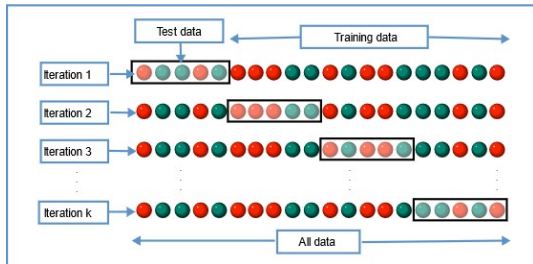 Test data
Training data
Iteration 1
Iteration 2
Iteration 3
Iteration k
All data